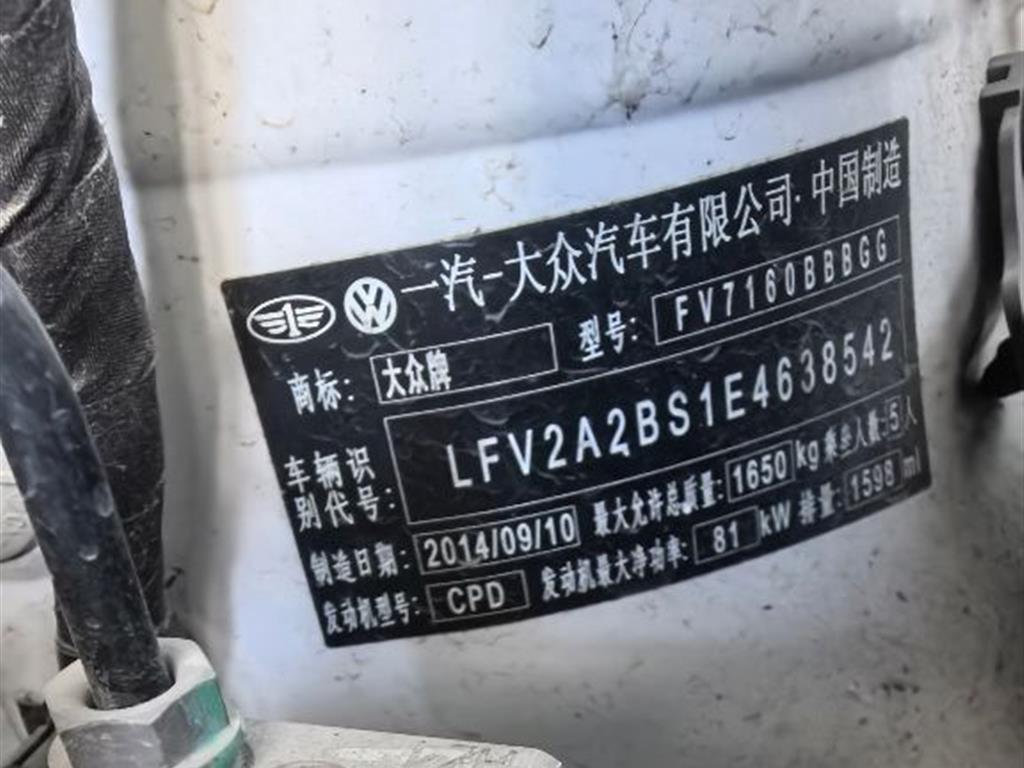 一汽-大众汽车有限公司·中国制造
商标: 大众牌 型号: FV7160BBBGG
车辆识别代号: LFV2A2BS1E4638542
制造日期: 2014/09/10 最大允许总质量: 1650 kg 乘坐人数: 5 人
发动机型号: CPD 发动机最大净功率: 81 kW 排量: 1598 ml